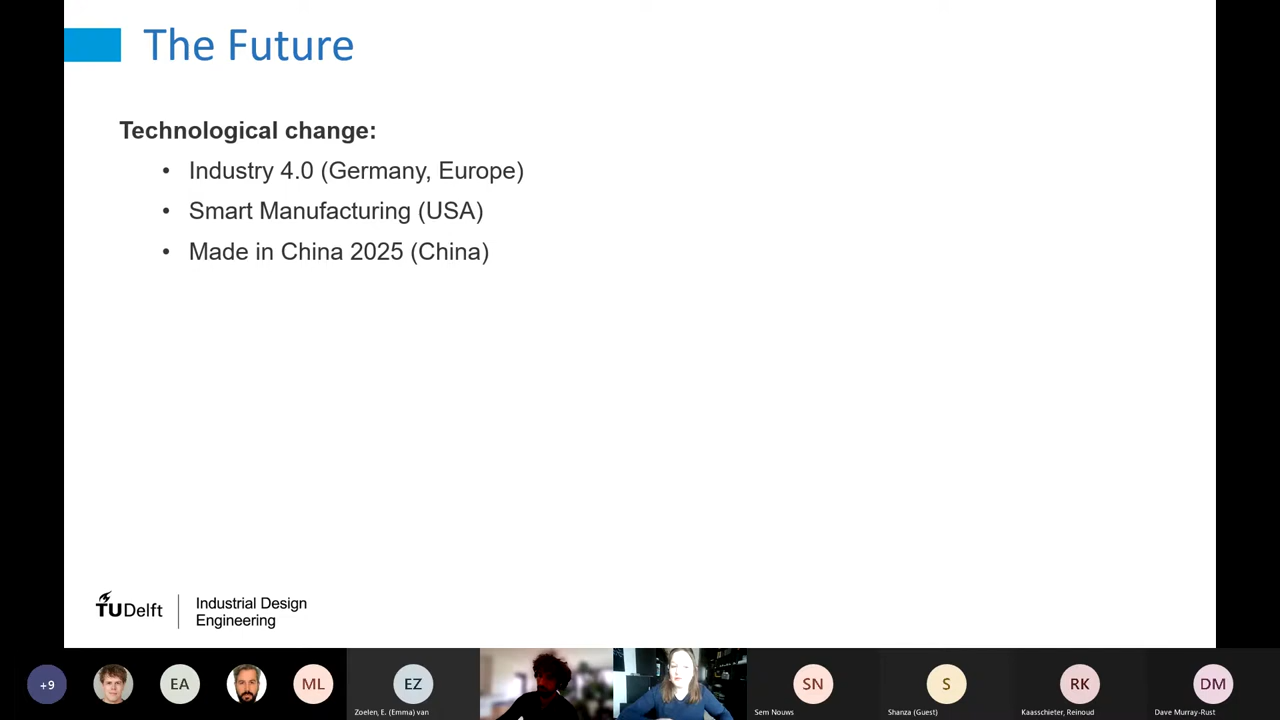 The Future
Technological change:
• Industry 4.0 (Germany, Europe)
• Smart Manufacturing (USA)
• Made in China 2025 (China)
TUDelft
Industrial Design
Engineering
+9
EA
ML
EZ
Zoelen, E. (Emma) van
SN
Sem Nouws
S
Shanza (Guest)
RK
Kaasschieter, Reinoud
DM
Dave Murray-Rust